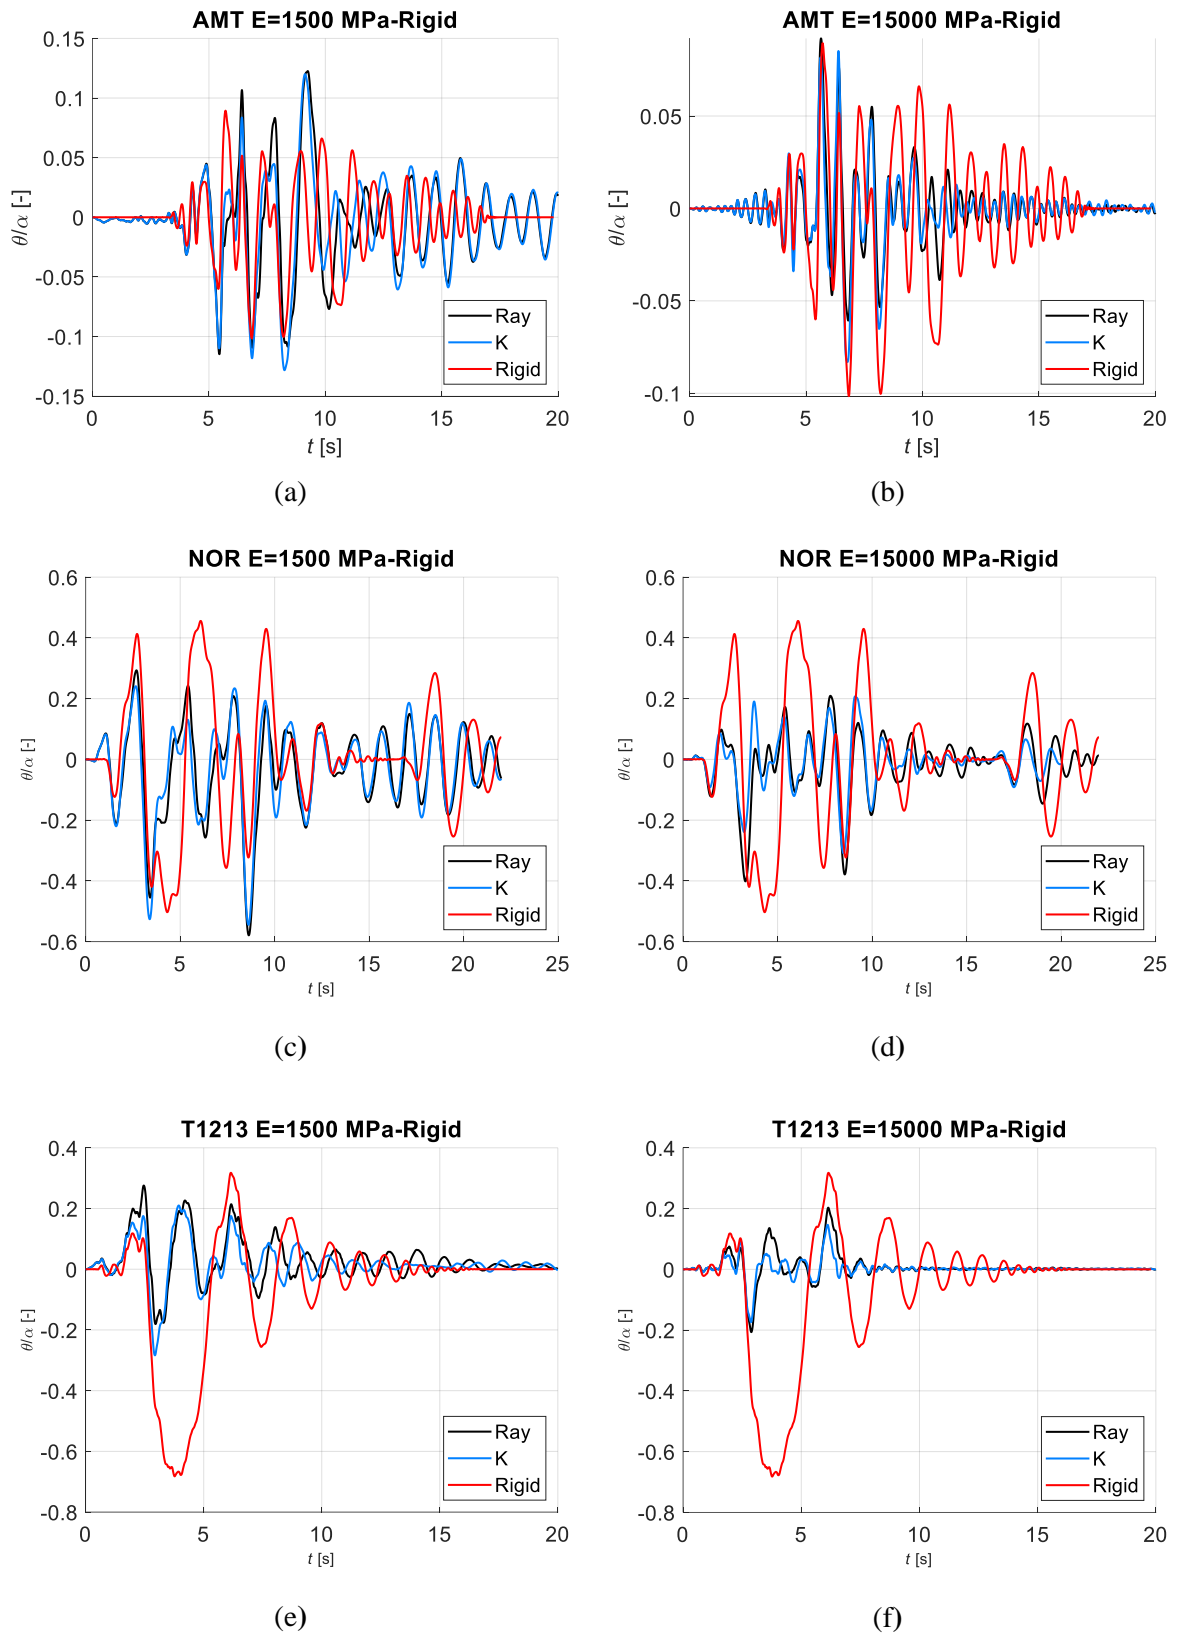 AMT E=1500 MPa-Rigid
0.15
0.1
0.05
0
-0.05
-0.1
-0.15
θ/α [-]
0 5 10 15 20
t [s]
Ray
K
Rigid
(a)
AMT E=15000 MPa-Rigid
0.05
0
-0.05
-0.1
θ/α [-]
0 5 10 15 20
t [s]
Ray
K
Rigid
(b)
NOR E=1500 MPa-Rigid
0.6
0.4
0.2
0
-0.2
-0.4
-0.6
θ/α [-]
0 5 10 15 20 25
t [s]
Ray
K
Rigid
(c)
NOR E=15000 MPa-Rigid
0.6
0.4
0.2
0
-0.2
-0.4
-0.6
θ/α [-]
0 5 10 15 20 25
t [s]
Ray
K
Rigid
(d)
T1213 E=1500 MPa-Rigid
0.4
0.2
0
-0.2
-0.4
-0.6
-0.8
θ/α [-]
0 5 10 15 20
t [s]
Ray
K
Rigid
(e)
T1213 E=15000 MPa-Rigid
0.4
0.2
0
-0.2
-0.4
-0.6
-0.8
θ/α [-]
0 5 10 15 20
t [s]
Ray
K
Rigid
(f)